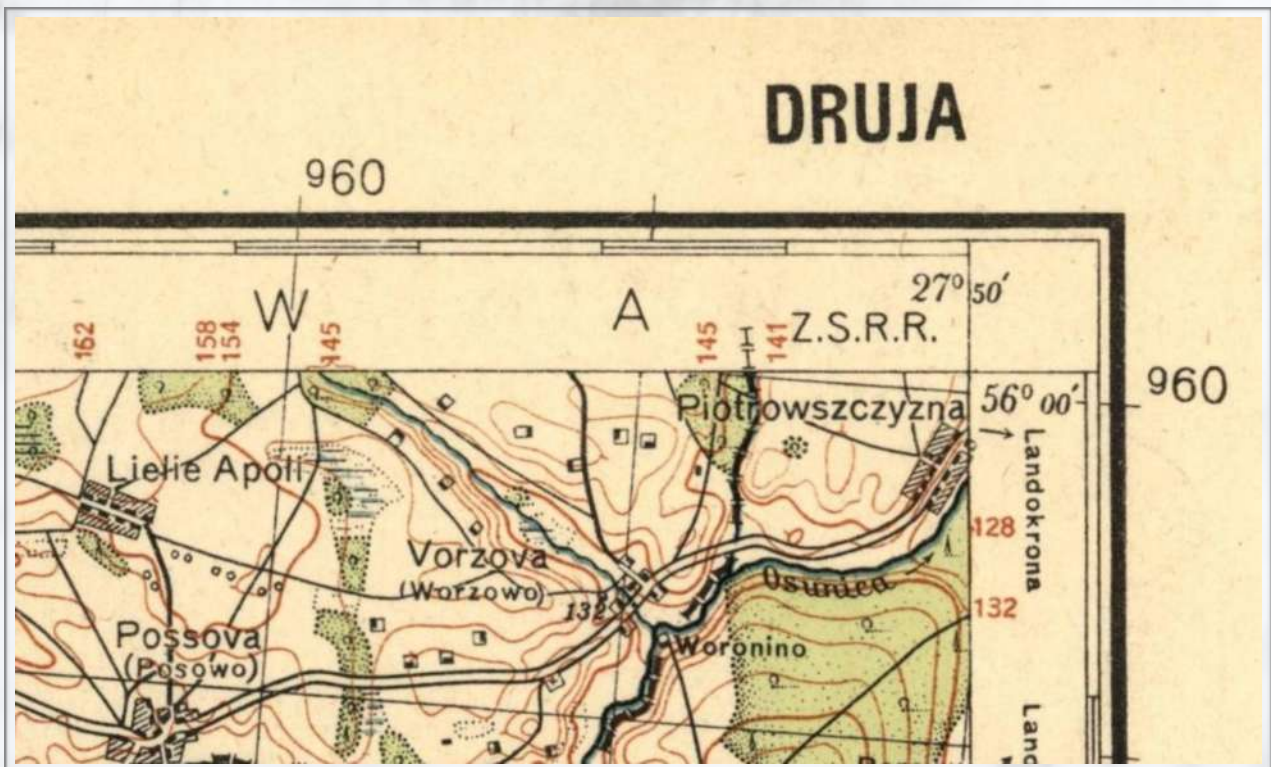 DRUJA
960
W
A
27° 50′
Z.S.R.R.
162
158
154
145
145
141
960
56° 00′
Piotrowszczyzna
Lielie Apoli
Landokrona
128
Vorzova
(Worzowo)
132
Osunica
132
Possova
(Posowo)
Woronino